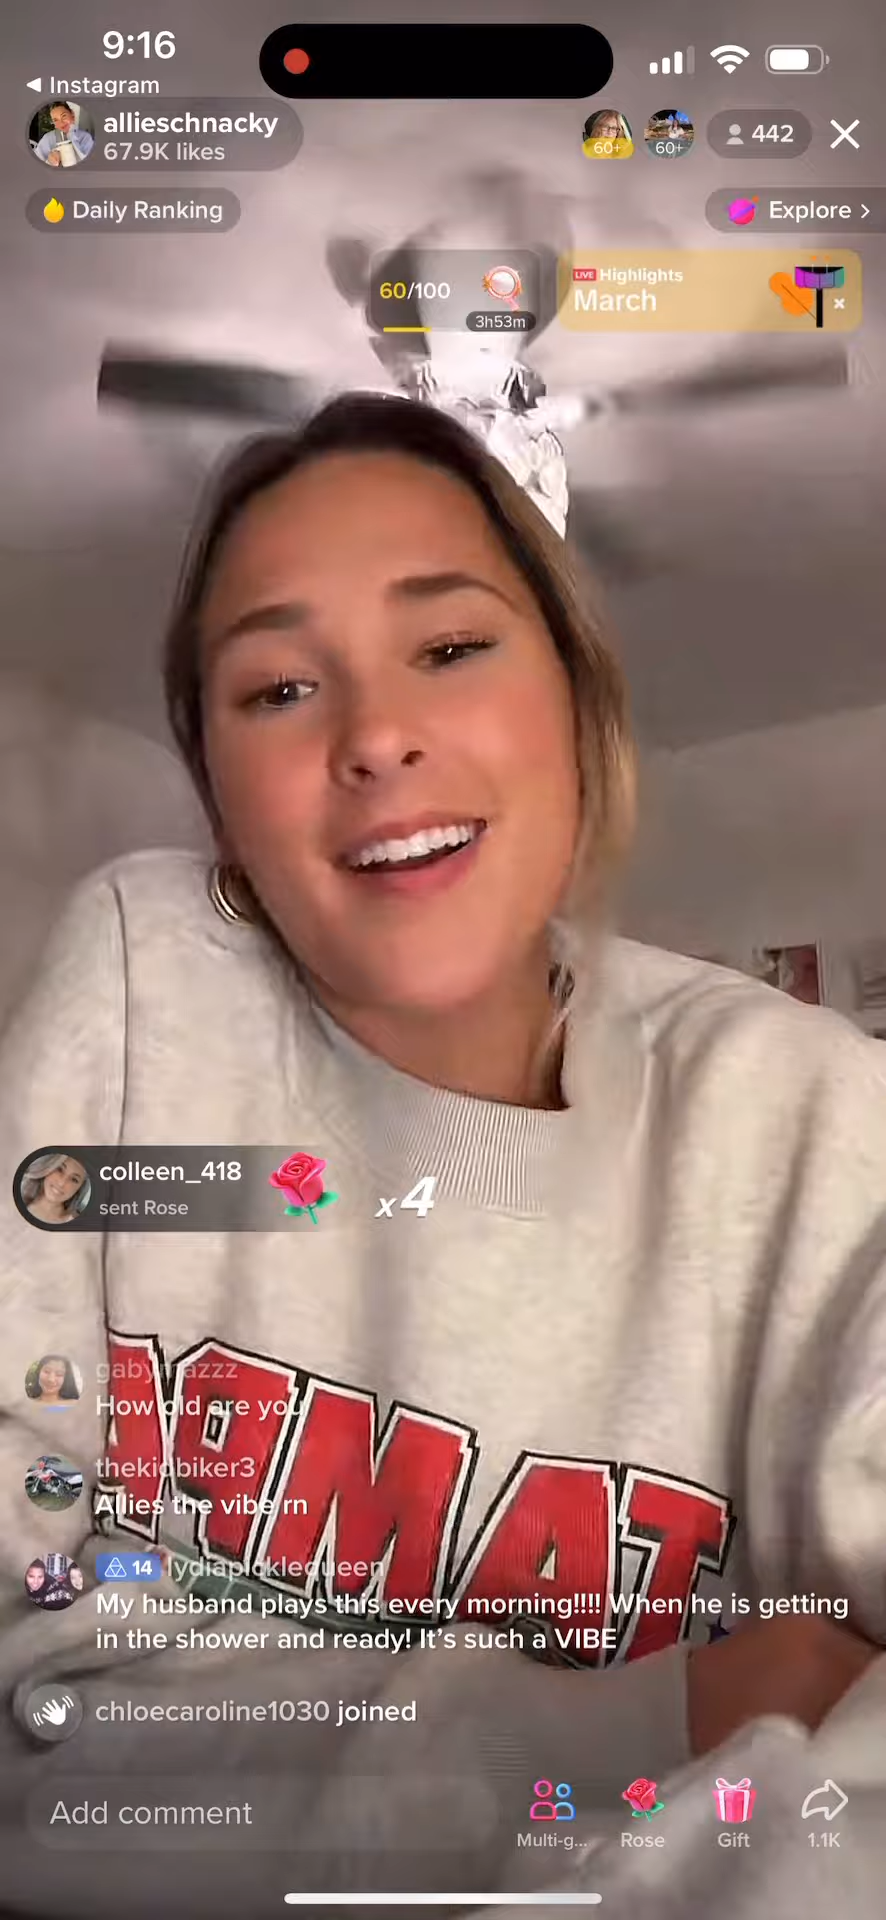 9:16
◀ Instagram
allieschnacky
67.9K likes
60+
60+
442
Daily Ranking
Explore >
60/100
3h53m
LIVE Highlights
March
colleen_418
sent Rose
x4
gabymazzz
How old are you
thekidbiker3
Allies the vibe rn
14 lydiapicklequeen
My husband plays this every morning!!!! When he is getting
in the shower and ready! It's such a VIBE
chloecaroline1030 joined
Add comment
Multi-g...
Rose
Gift
1.1K